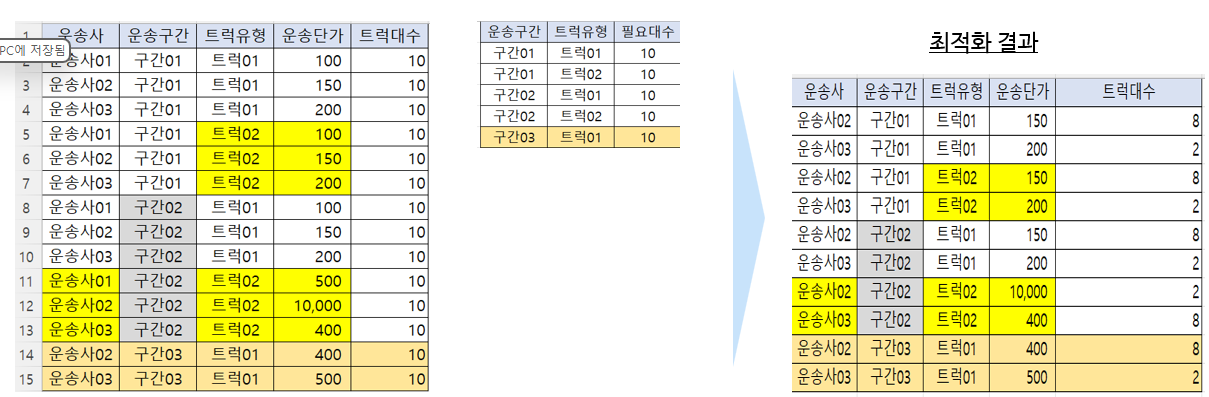 1 운송사 운송구간 트럭유형 운송단가 트럭대수
PC에 저장됨
2 운송사01 구간01 트럭01 100 10
3 운송사02 구간01 트럭01 150 10
4 운송사03 구간01 트럭01 200 10
5 운송사01 구간01 트럭02 100 10
6 운송사02 구간01 트럭02 150 10
7 운송사03 구간01 트럭02 200 10
8 운송사01 구간02 트럭01 100 10
9 운송사02 구간02 트럭01 150 10
10 운송사03 구간02 트럭01 200 10
11 운송사01 구간02 트럭02 500 10
12 운송사02 구간02 트럭02 10,000 10
13 운송사03 구간02 트럭02 400 10
14 운송사02 구간03 트럭01 400 10
15 운송사03 구간03 트럭01 500 10
운송구간 트럭유형 필요대수
구간01 트럭01 10
구간01 트럭02 10
구간02 트럭01 10
구간02 트럭02 10
구간03 트럭01 10
최적화 결과
운송사 운송구간 트럭유형 운송단가 트럭대수
운송사02 구간01 트럭01 150 8
운송사03 구간01 트럭01 200 2
운송사02 구간01 트럭02 150 8
운송사03 구간01 트럭02 200 2
운송사02 구간02 트럭01 150 8
운송사03 구간02 트럭01 200 2
운송사02 구간02 트럭02 10,000 2
운송사03 구간02 트럭02 400 8
운송사02 구간03 트럭01 400 8
운송사03 구간03 트럭01 500 2